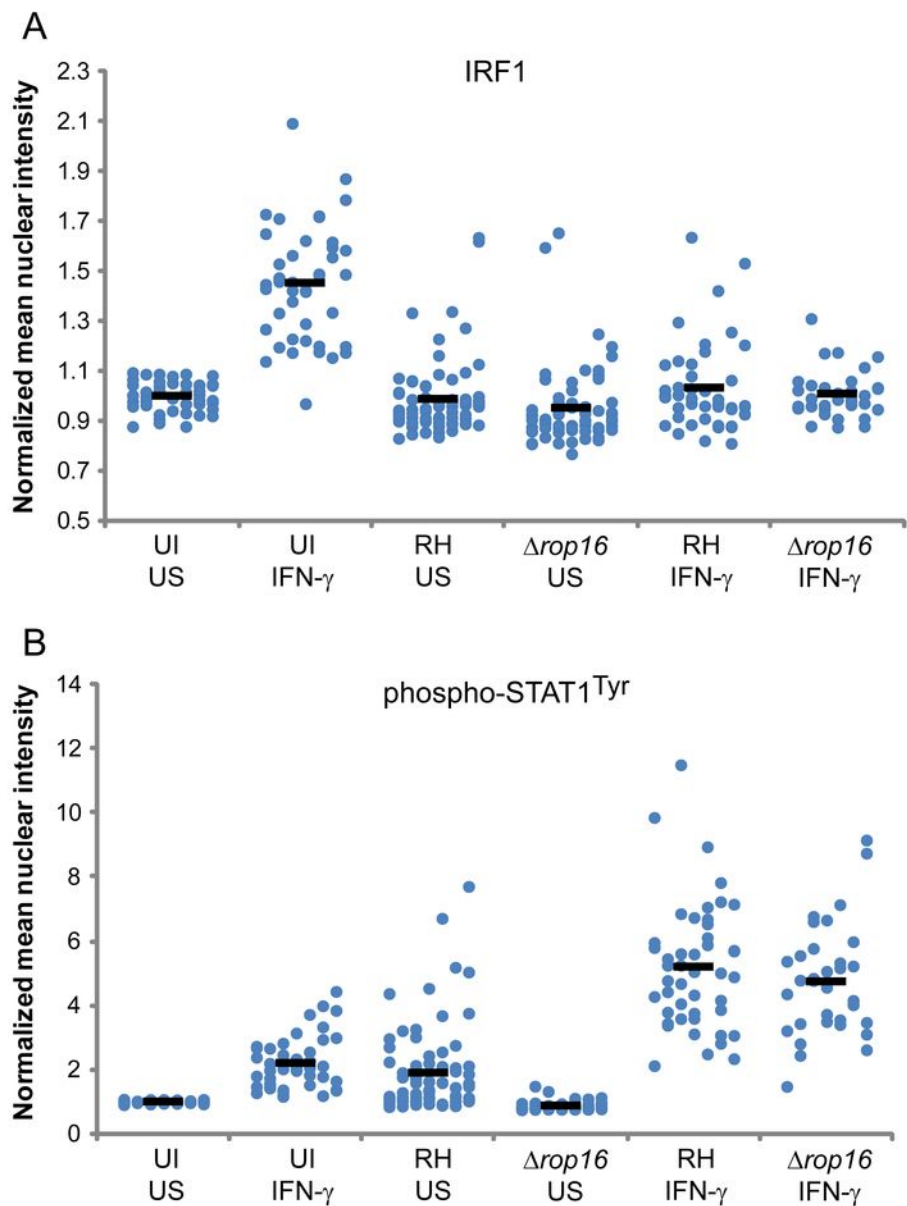 A
IRF1
Normalized mean nuclear intensity
2.3
2.1
1.9
1.7
1.5
1.3
1.1
0.9
0.7
0.5
UI UI RH Δrop16 RH Δrop16
US IFN-γ US US IFN-γ IFN-γ
B
phospho-STAT1Tyr
Normalized mean nuclear intensity
14
12
10
8
6
4
2
0
UI UI RH Δrop16 RH Δrop16
US IFN-γ US US IFN-γ IFN-γ